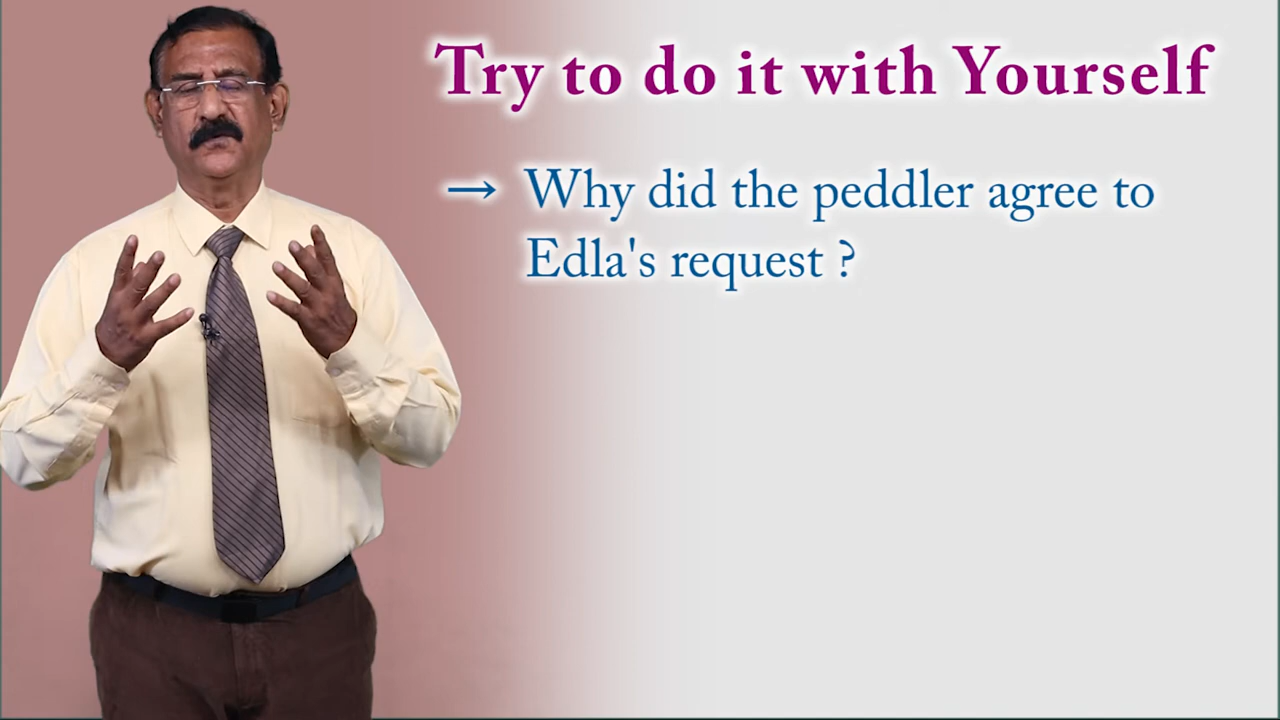 Try to do it with Yourself
→ Why did the peddler agree to
Edla's request ?